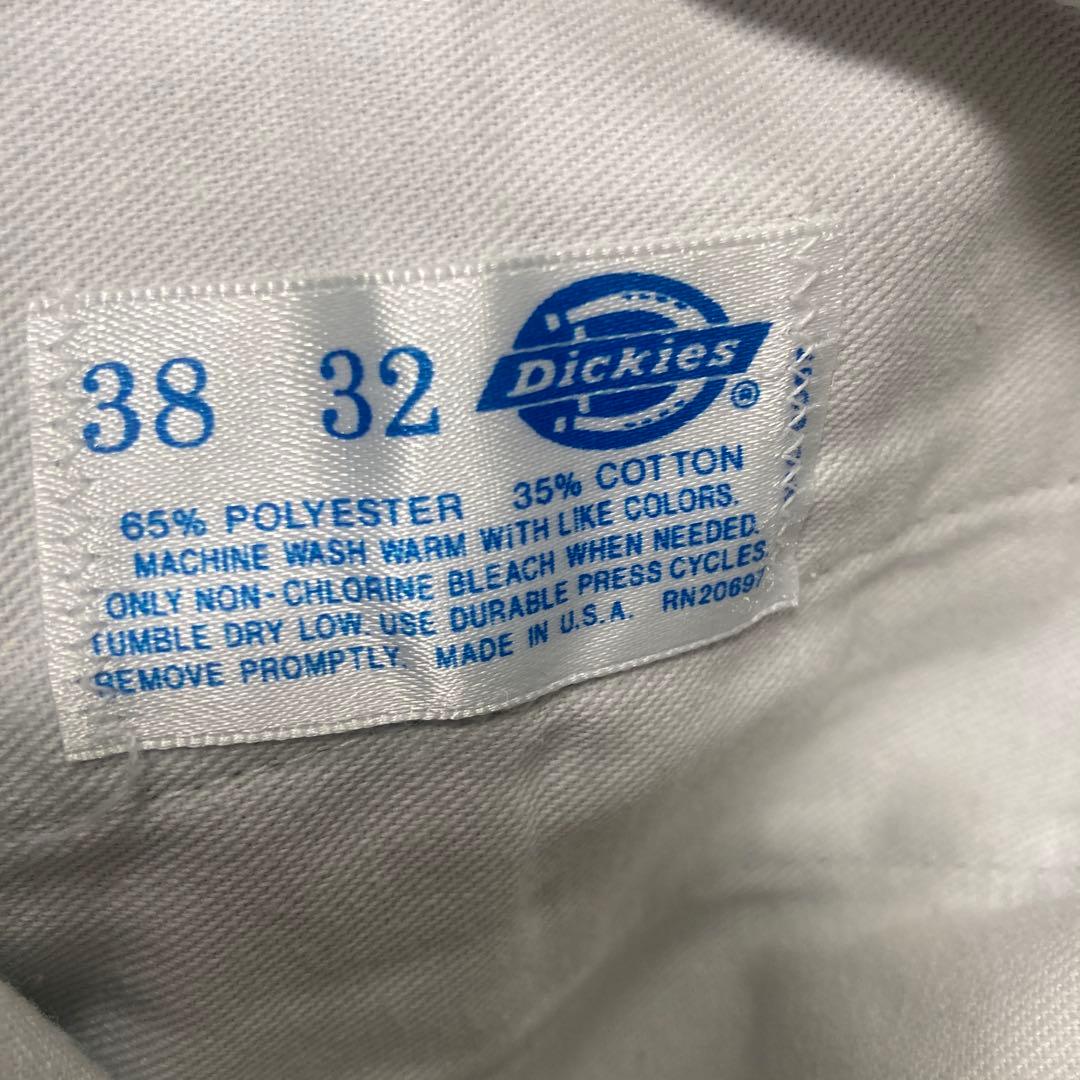 38 32 Dickies ®
65% POLYESTER 35% COTTON
MACHINE WASH WARM WITH LIKE COLORS.
ONLY NON-CHLORINE BLEACH WHEN NEEDED.
TUMBLE DRY LOW. USE DURABLE PRESS CYCLES
REMOVE PROMPTLY. MADE IN U.S.A. RN20697